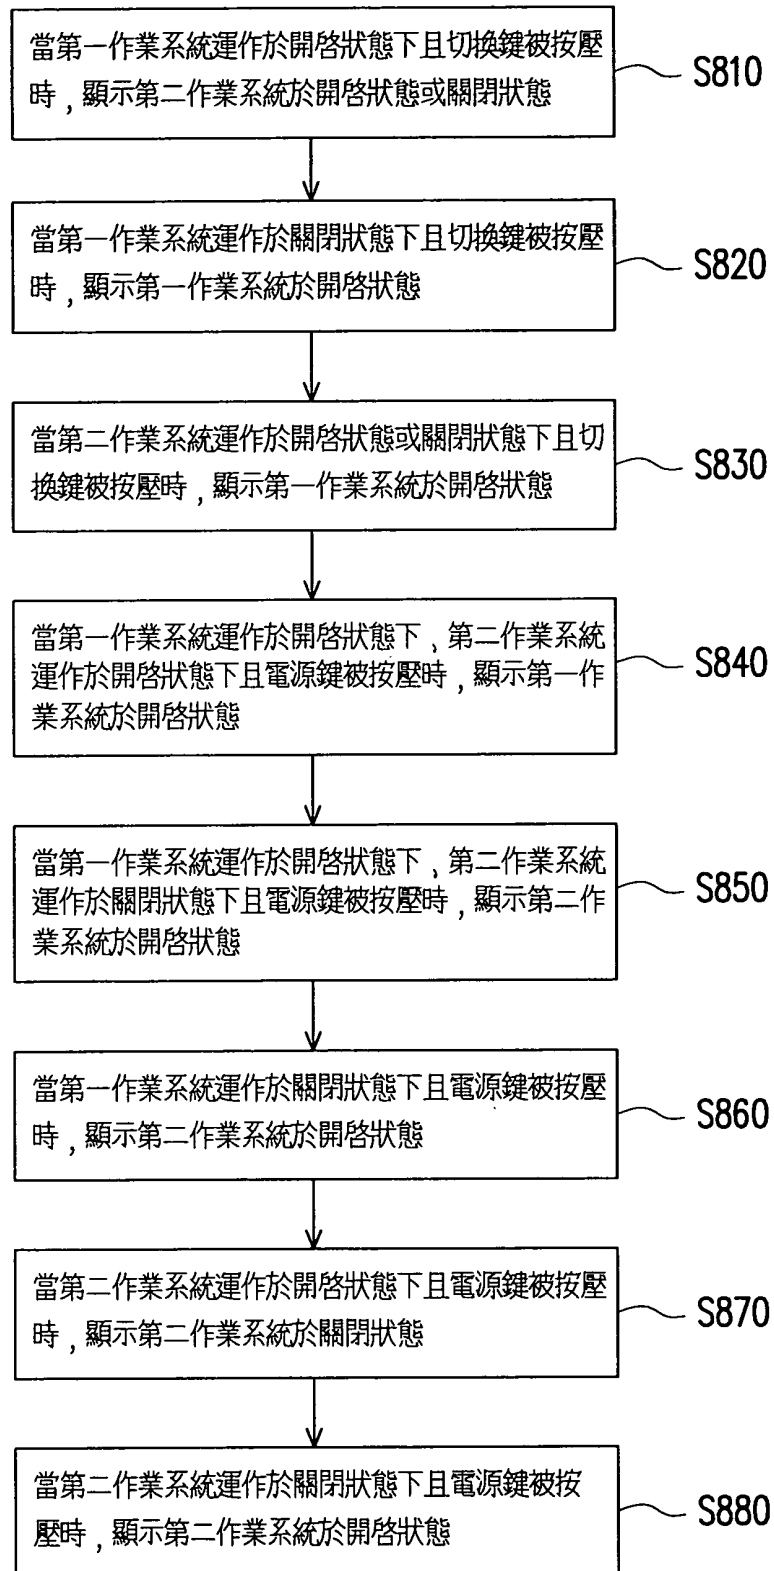 當第一作業系統運作於開啓狀態下且切換鍵被按壓
時，顯示第二作業系統於開啓狀態或關閉狀態
S810
當第一作業系統運作於關閉狀態下且切換鍵被按壓
時，顯示第一作業系統於開啓狀態
S820
當第二作業系統運作於開啓狀態或關閉狀態下且切
換鍵被按壓時，顯示第一作業系統於開啓狀態
S830
當第一作業系統運作於開啓狀態下、第二作業系統
運作於開啓狀態下且電源鍵被按壓時，顯示第一作
業系統於開啓狀態
S840
當第一作業系統運作於開啓狀態下、第二作業系統
運作於關閉狀態下且電源鍵被按壓時，顯示第二作
業系統於開啓狀態
S850
當第一作業系統運作於關閉狀態下且電源鍵被按壓
時，顯示第二作業系統於開啓狀態
S860
當第二作業系統運作於開啓狀態下且電源鍵被按壓
時，顯示第二作業系統於關閉狀態
S870
當第二作業系統運作於關閉狀態下且電源鍵被按
壓時，顯示第二作業系統於開啓狀態
S880